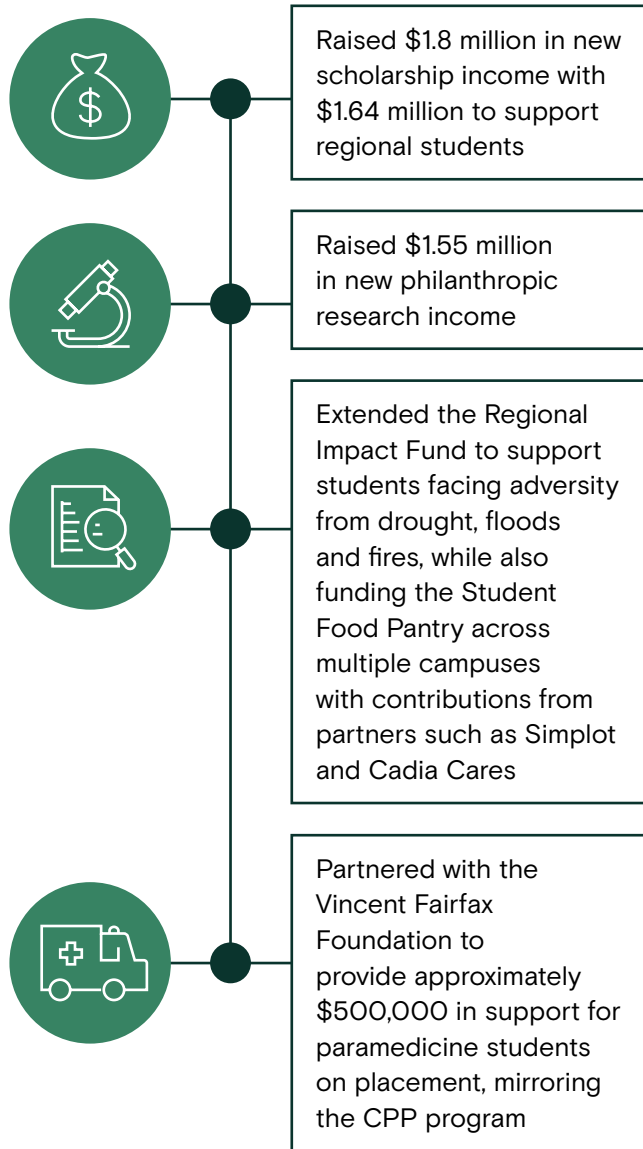 $
Raised $1.8 million in new
scholarship income with
$1.64 million to support
regional students
Raised $1.55 million
in new philanthropic
research income
Extended the Regional
Impact Fund to support
students facing adversity
from drought, floods
and fires, while also
funding the Student
Food Pantry across
multiple campuses
with contributions from
partners such as Simplot
and Cadia Cares
Partnered with the
Vincent Fairfax
Foundation to
provide approximately
$500,000 in support for
paramedicine students
on placement, mirroring
the CPP program